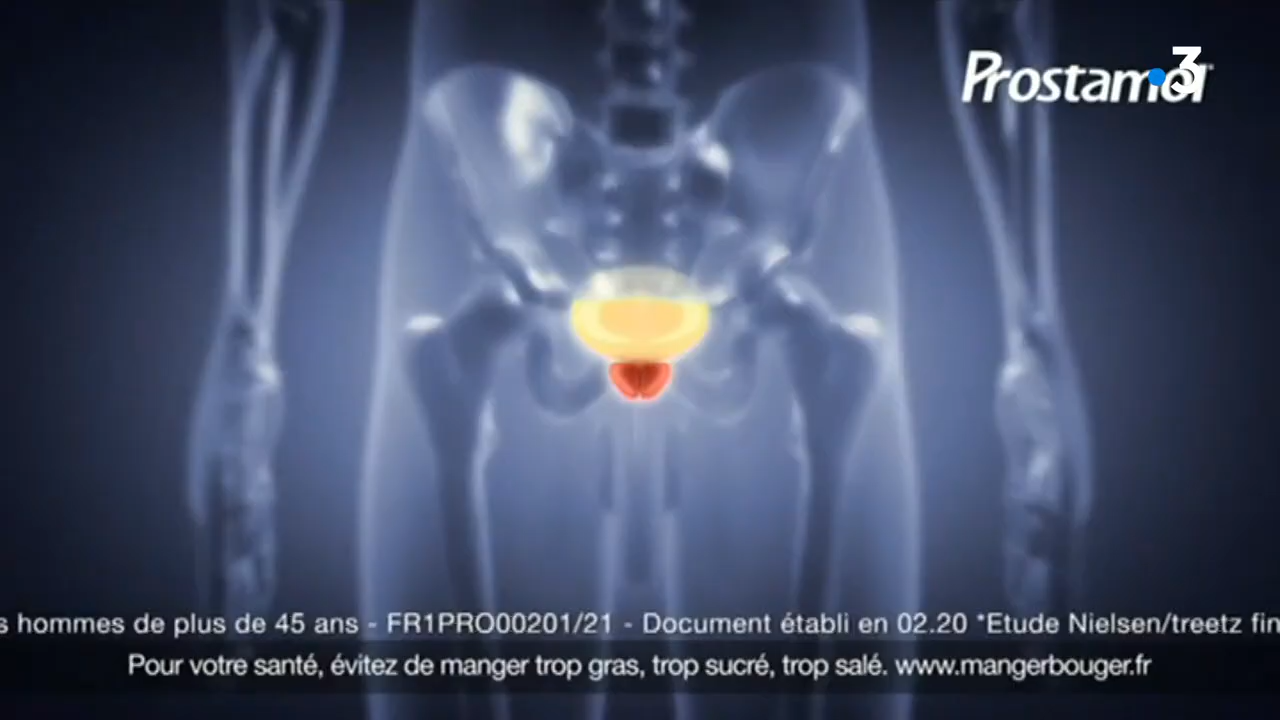 Prostamol
3
s hommes de plus de 45 ans - FR1PRO00201/21 - Document établi en 02.20 *Etude Nielsen/treetz fin
Pour votre santé, évitez de manger trop gras, trop sucré, trop salé. www.mangerbouger.fr